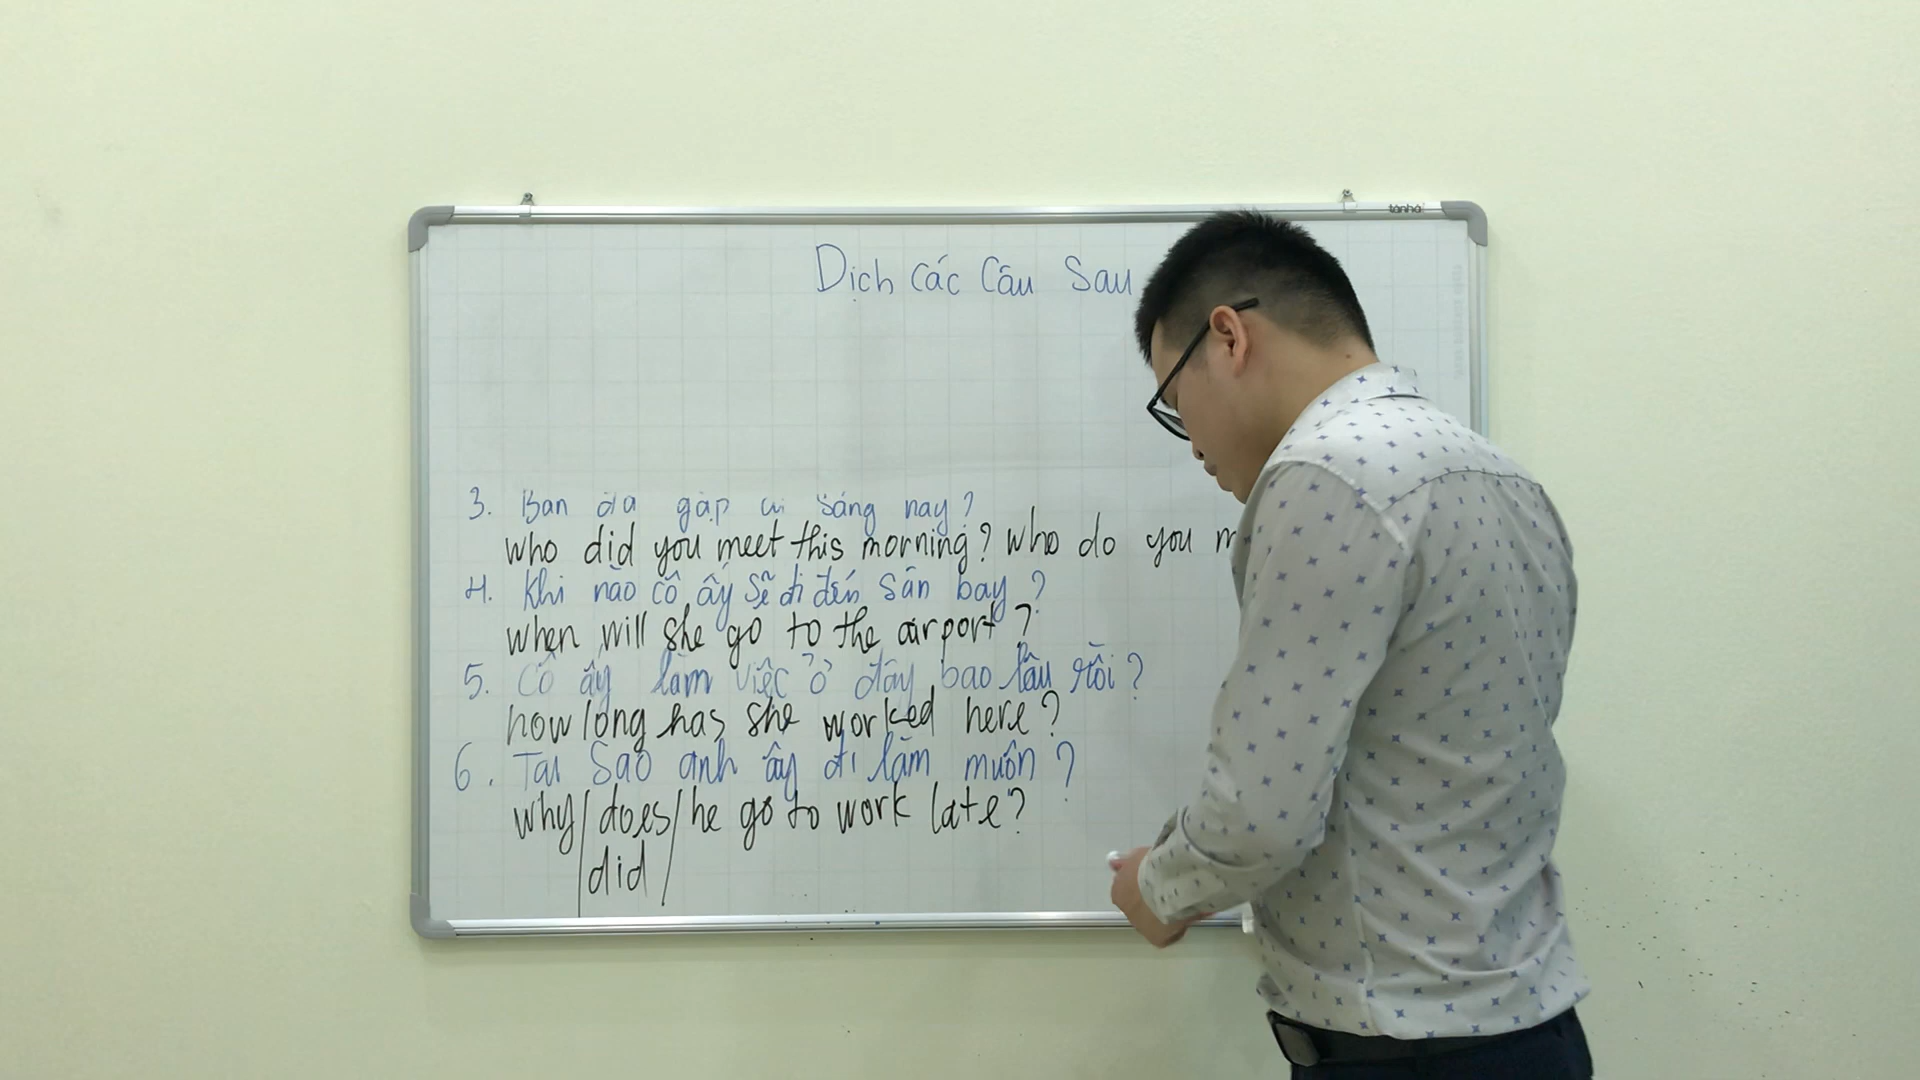 tânhà
Dịch các câu sau
3. Bạn đã gặp ai sáng nay?
who did you meet this morning? who do you m
4. Khi nào cô ấy sẽ đi đến sân bay?
when will she go to the airport?
5. Cô ấy làm việc ở đây bao lâu rồi?
how long has she worked here?
6. Tại sao anh ấy đi làm muộn?
why/does/he go to work late?
/did/